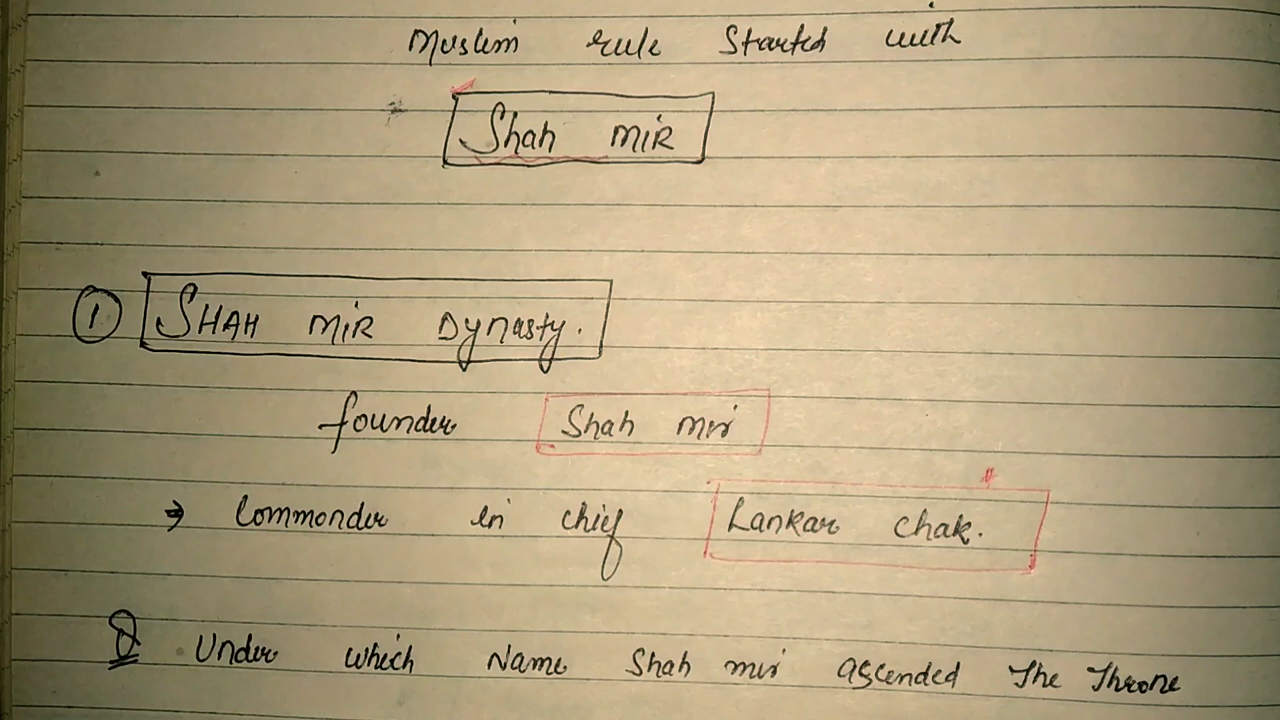 Muslim rule started with
Shah MIR
① SHAH MIR Dynasty.
founder Shah mir
→ Commonder in chief Lankar chak.
Q Under which Name Shah mir ascended The Throne